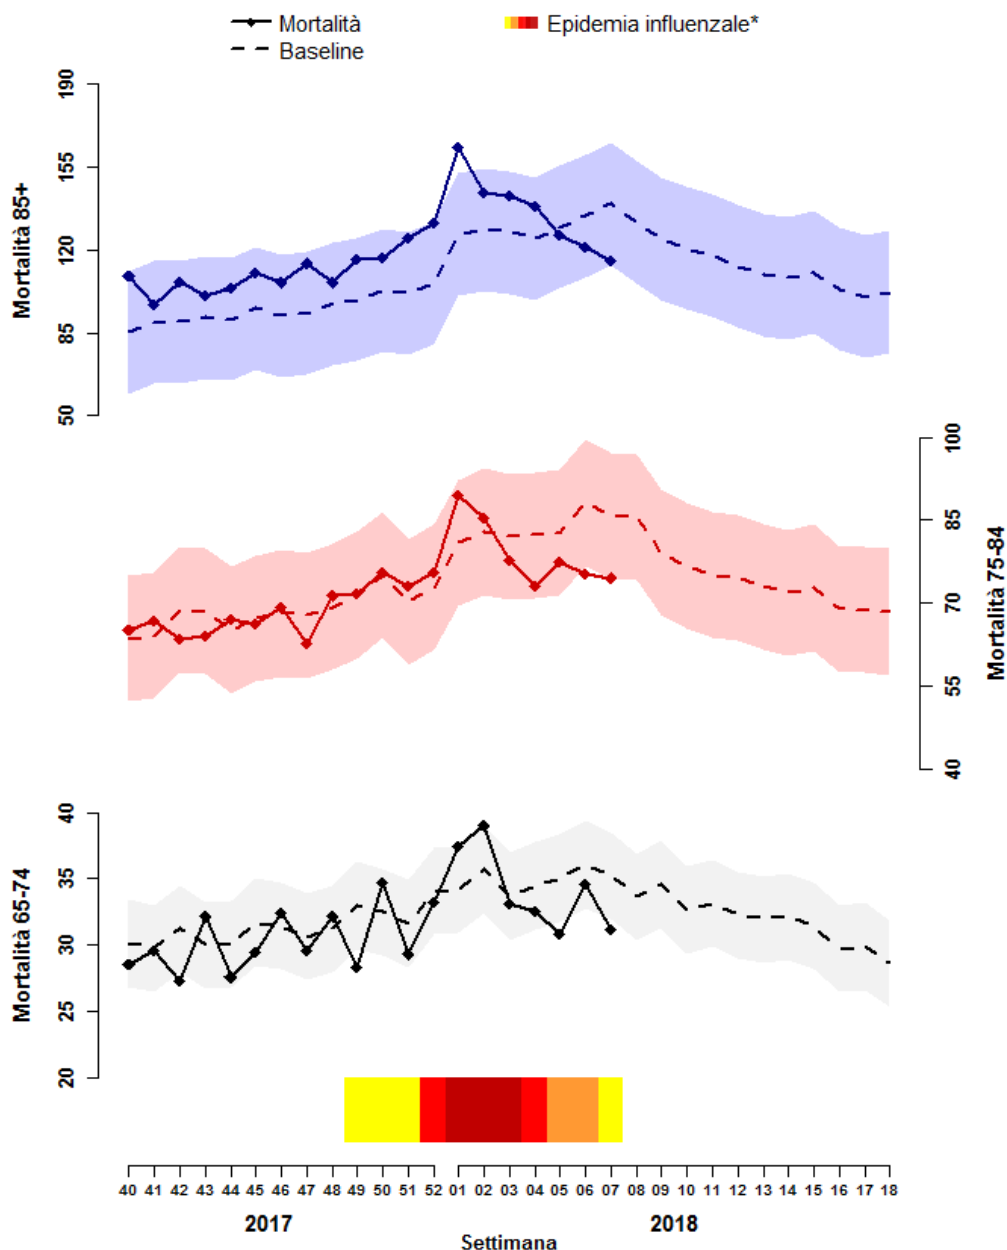 Mortalità
Epidemia influenzale*
Baseline
Mortalità 85+
190
155
120
85
50
Mortalità 75-84
100
85
70
55
40
Mortalità 65-74
40
35
30
25
20
40 41 42 43 44 45 46 47 48 49 50 51 52 01 02 03 04 05 06 07 08 09 10 11 12 13 14 15 16 17 18
2017 2018
Settimana